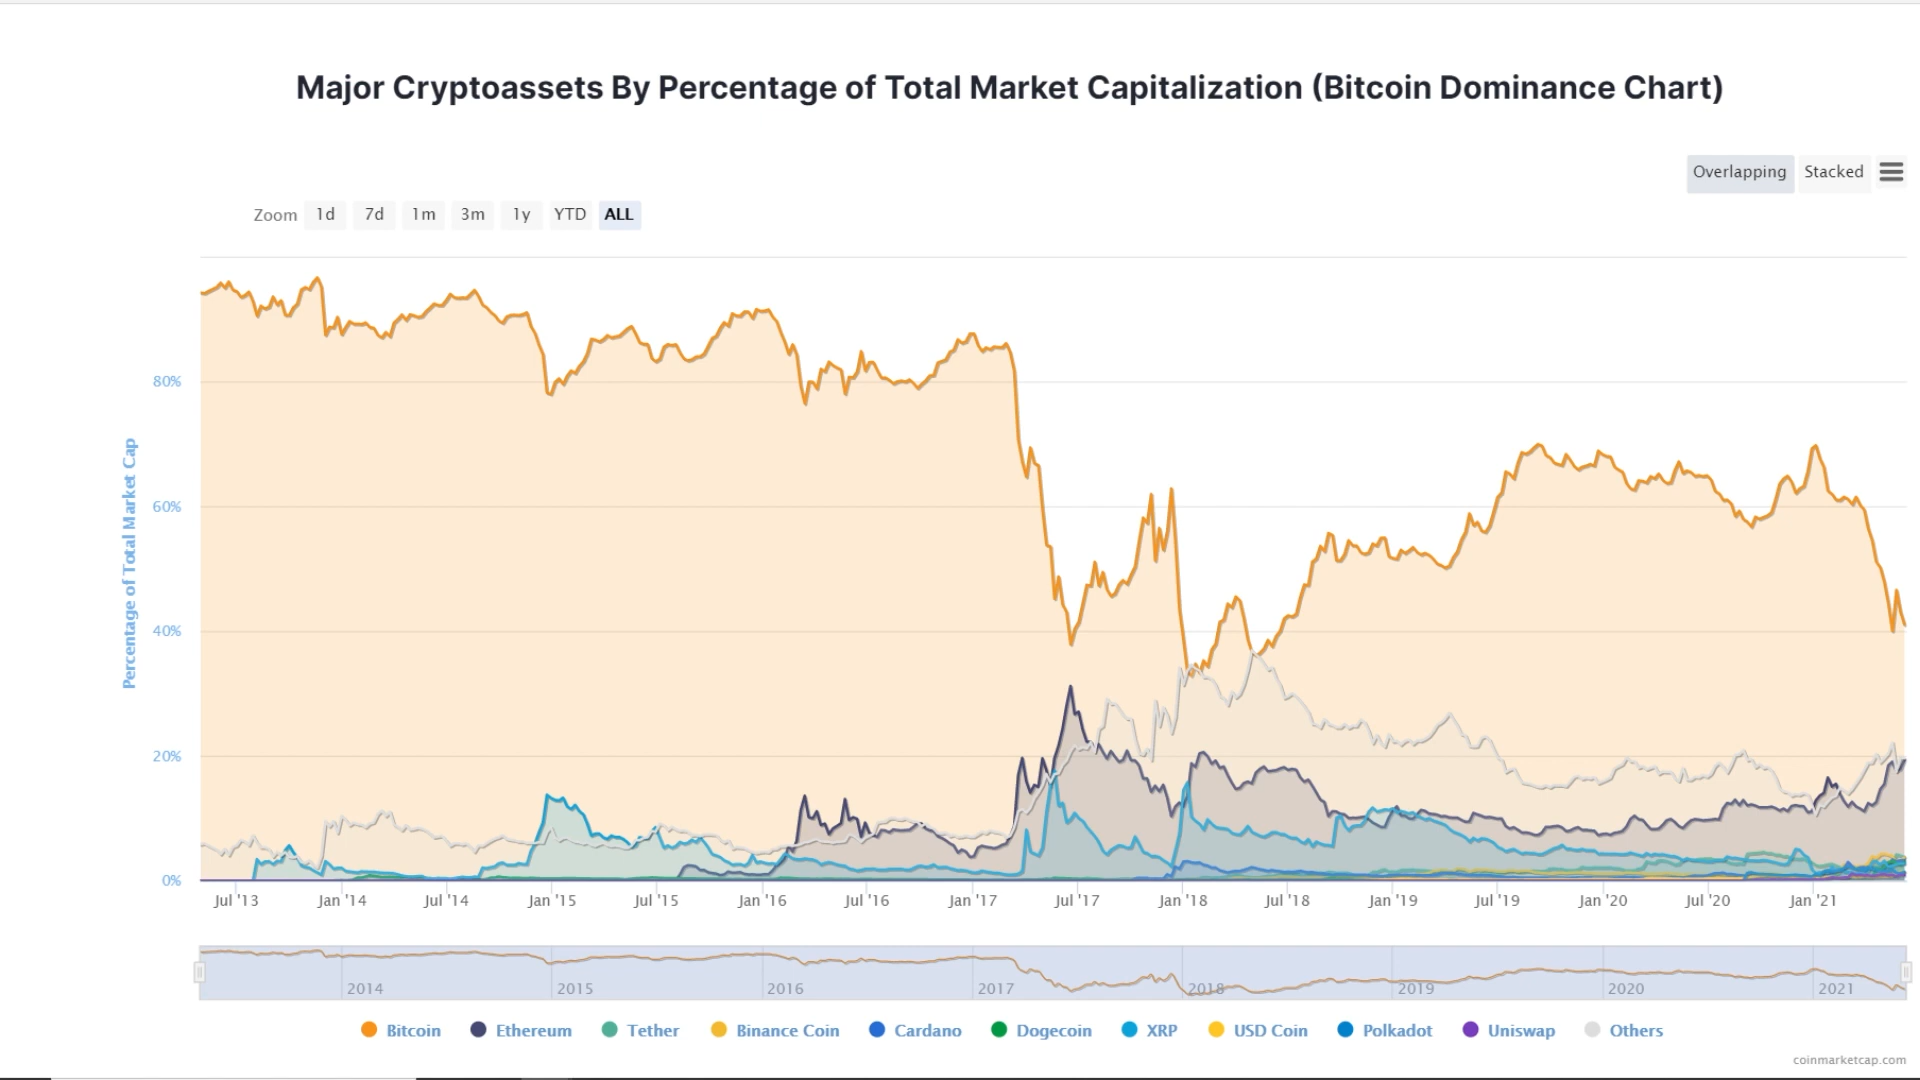 Major Cryptoassets By Percentage of Total Market Capitalization (Bitcoin Dominance Chart)
Overlapping Stacked
Zoom 1d 7d 1m 3m 1y YTD ALL
Percentage of Total Market Cap
80%
60%
40%
20%
0%
Jul '13 Jan '14 Jul '14 Jan '15 Jul '15 Jan '16 Jul '16 Jan '17 Jul '17 Jan '18 Jul '18 Jan '19 Jul '19 Jan '20 Jul '20 Jan '21
2014 2015 2016 2017 2018 2019 2020 2021
Bitcoin Ethereum Tether Binance Coin Cardano Dogecoin XRP USD Coin Polkadot Uniswap Others
coinmarketcap.com